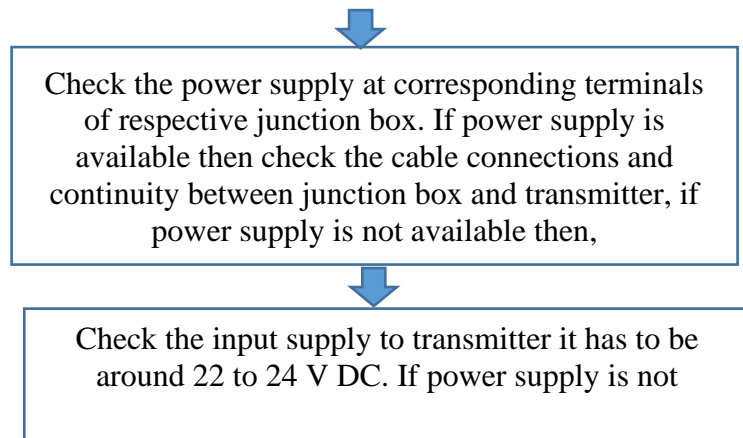 Check the power supply at corresponding terminals
of respective junction box. If power supply is
available then check the cable connections and
continuity between junction box and transmitter, if
power supply is not available then,
Check the input supply to transmitter it has to be
around 22 to 24 V DC. If power supply is not